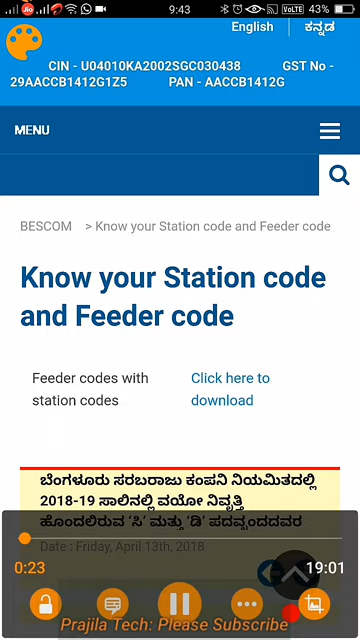 9:43
VoLTE 43%
English ಕನ್ನಡ
CIN - U04010KA2002SGC030438 GST No -
29AACCB1412G1Z5 PAN - AACCB1412G
MENU
BESCOM > Know your Station code and Feeder code
Know your Station code
and Feeder code
Feeder codes with Click here to
station codes download
ಬೆಂಗಳೂರು ಸರಬರಾಜು ಕಂಪನಿ ನಿಯಮಿತದಲ್ಲಿ
2018-19 ಸಾಲಿನಲ್ಲಿ ವಯೋ ನಿವೃತ್ತಿ
ಹೊಂದಲಿರುವ ‘ಸಿ’ ಮತ್ತು ‘ಡಿ’ ಪದವೃಂದದವರ
Date : Friday, April 13th, 2018
0:23 19:01
Prajila Tech: Please Subscribe